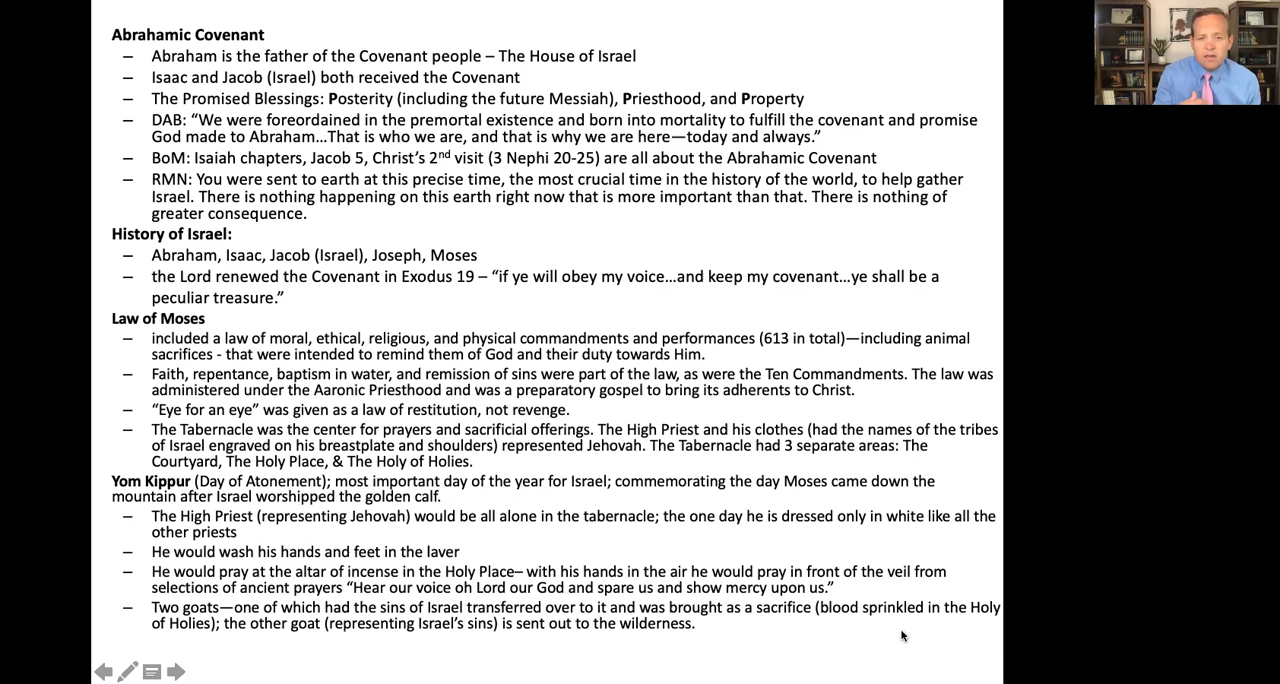 Abrahamic Covenant
– Abraham is the father of the Covenant people – The House of Israel
– Isaac and Jacob (Israel) both received the Covenant
– The Promised Blessings: Posterity (including the future Messiah), Priesthood, and Property
– DAB: “We were foreordained in the premortal existence and born into mortality to fulfill the covenant and promise
God made to Abraham…That is who we are, and that is why we are here—today and always.”
– BoM: Isaiah chapters, Jacob 5, Christ’s 2nd visit (3 Nephi 20-25) are all about the Abrahamic Covenant
– RMN: You were sent to earth at this precise time, the most crucial time in the history of the world, to help gather
Israel. There is nothing happening on this earth right now that is more important than that. There is nothing of
greater consequence.
History of Israel:
– Abraham, Isaac, Jacob (Israel), Joseph, Moses
– the Lord renewed the Covenant in Exodus 19 – “if ye will obey my voice…and keep my covenant…ye shall be a
peculiar treasure.”
Law of Moses
– included a law of moral, ethical, religious, and physical commandments and performances (613 in total)—including animal
sacrifices - that were intended to remind them of God and their duty towards Him.
– Faith, repentance, baptism in water, and remission of sins were part of the law, as were the Ten Commandments. The law was
administered under the Aaronic Priesthood and was a preparatory gospel to bring its adherents to Christ.
– “Eye for an eye” was given as a law of restitution, not revenge.
– The Tabernacle was the center for prayers and sacrificial offerings. The High Priest and his clothes (had the names of the tribes
of Israel engraved on his breastplate and shoulders) represented Jehovah. The Tabernacle had 3 separate areas: The
Courtyard, The Holy Place, & The Holy of Holies.
Yom Kippur (Day of Atonement); most important day of the year for Israel; commemorating the day Moses came down the
mountain after Israel worshipped the golden calf.
– The High Priest (representing Jehovah) would be all alone in the tabernacle; the one day he is dressed only in white like all the
other priests
– He would wash his hands and feet in the laver
– He would pray at the altar of incense in the Holy Place– with his hands in the air he would pray in front of the veil from
selections of ancient prayers “Hear our voice oh Lord our God and spare us and show mercy upon us.”
– Two goats—one of which had the sins of Israel transferred over to it and was brought as a sacrifice (blood sprinkled in the Holy
of Holies); the other goat (representing Israel’s sins) is sent out to the wilderness.